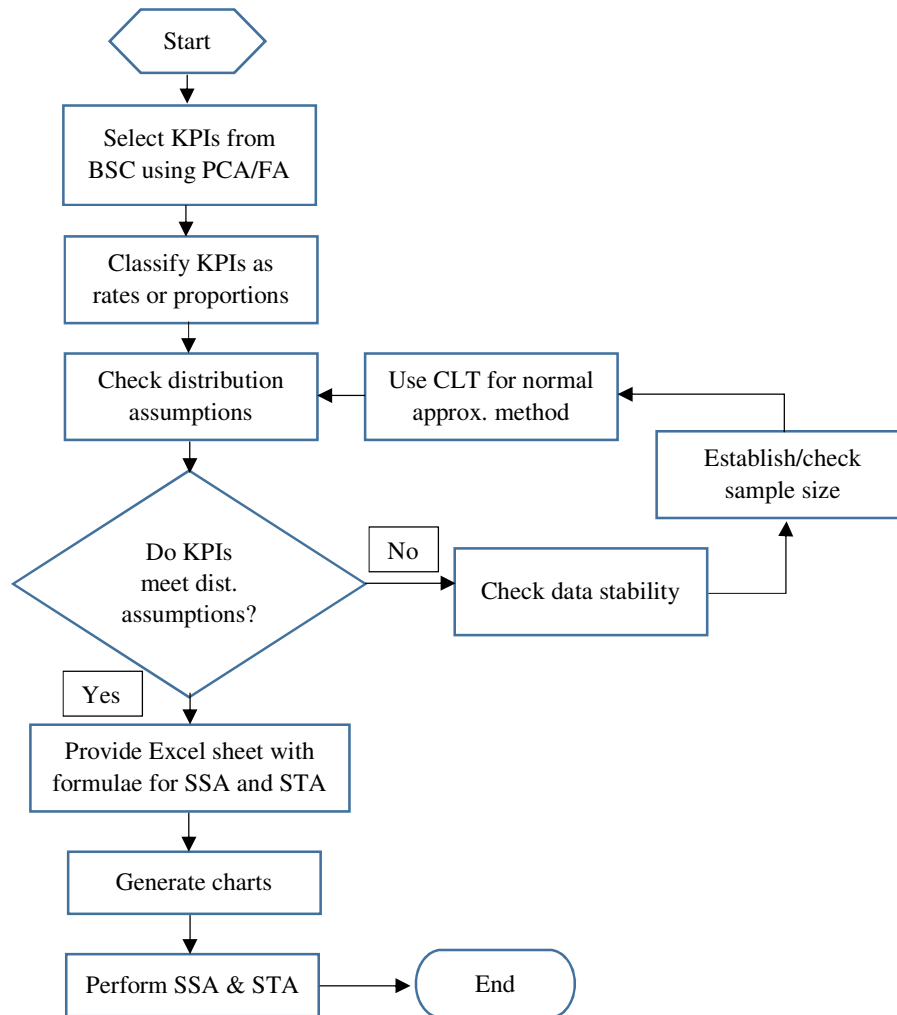 Start
Select KPIs from
BSC using PCA/FA
Classify KPIs as
rates or proportions
Check distribution
assumptions
Use CLT for normal
approx. method
Establish/check
sample size
Do KPIs
meet dist.
assumptions?
No
Check data stability
Yes
Provide Excel sheet with
formulae for SSA and STA
Generate charts
Perform SSA & STA
End